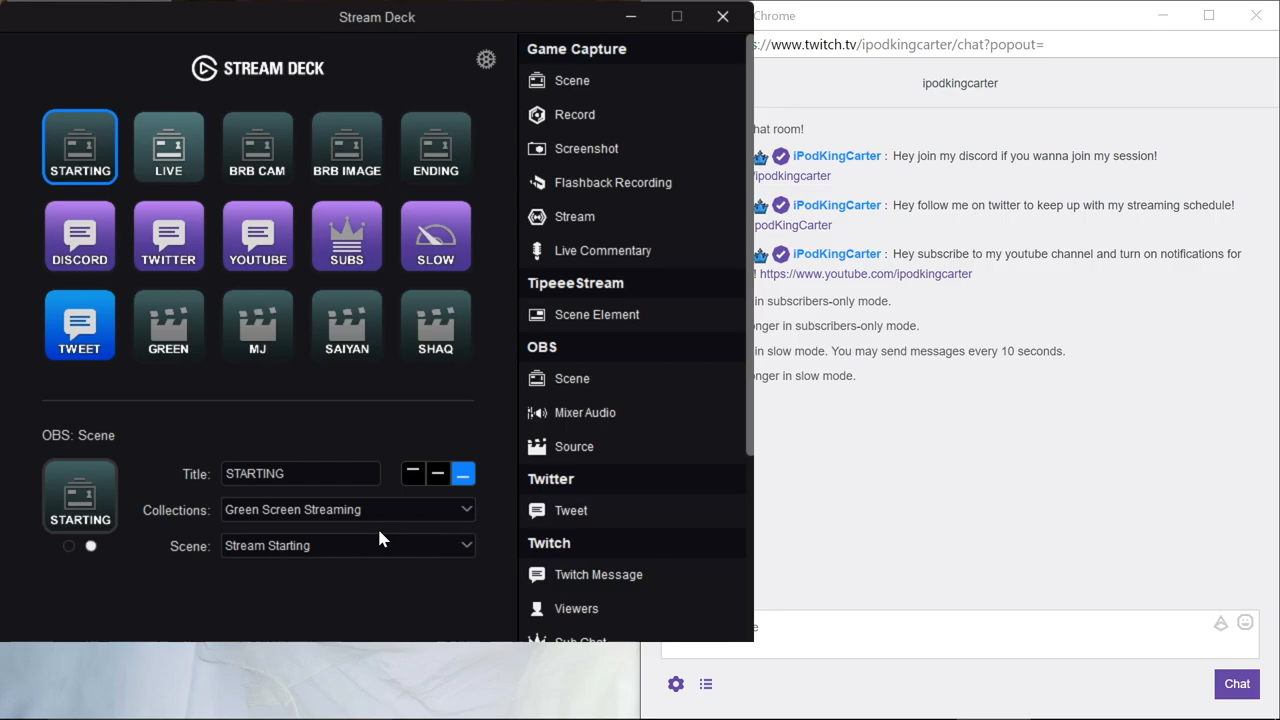 Stream Deck
STREAM DECK
STARTING
LIVE
BRB CAM
BRB IMAGE
ENDING
DISCORD
TWITTER
YOUTUBE
SUBS
SLOW
TWEET
GREEN
MJ
SAIYAN
SHAQ
OBS: Scene
STARTING
Title: STARTING
Collections: Green Screen Streaming
Scene: Stream Starting
Game Capture
Scene
Record
Screenshot
Flashback Recording
Stream
Live Commentary
TipeeeStream
Scene Element
OBS
Scene
Mixer Audio
Source
Twitter
Tweet
Twitch
Twitch Message
Viewers
Sub Chat
Chrome
://www.twitch.tv/ipodkingcarter/chat?popout=
ipodkingcarter
hat room!
iPodKingCarter : Hey join my discord if you wanna join my session!
/ipodkingcarter
iPodKingCarter : Hey follow me on twitter to keep up with my streaming schedule!
podKingCarter
iPodKingCarter : Hey subscribe to my youtube channel and turn on notifications for
! https://www.youtube.com/ipodkingcarter
in subscribers-only mode.
onger in subscribers-only mode.
in slow mode. You may send messages every 10 seconds.
onger in slow mode.
e
Chat